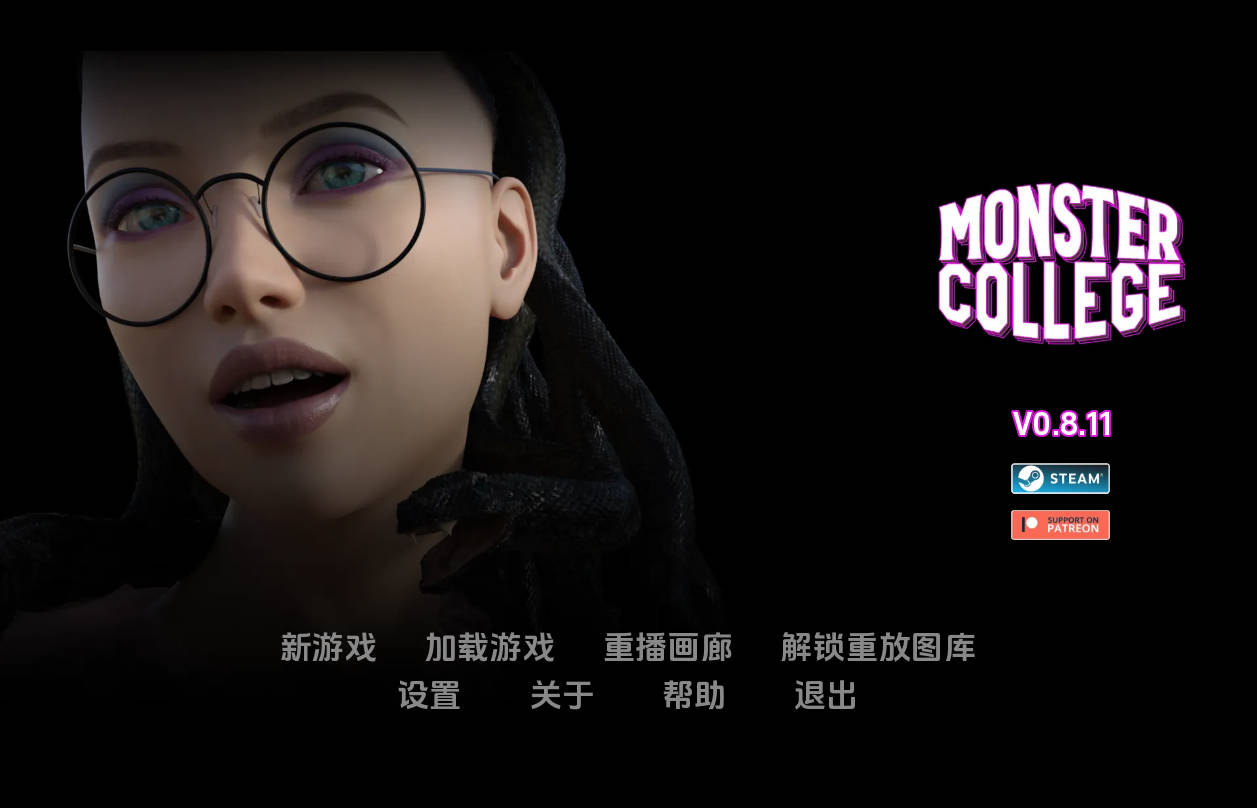 MONSTER
COLLEGE
V0.8.11
STEAM
SUPPORT ON
PATREON
新游戏 加载游戏 重播画廊 解锁重放图库
设置 关于 帮助 退出